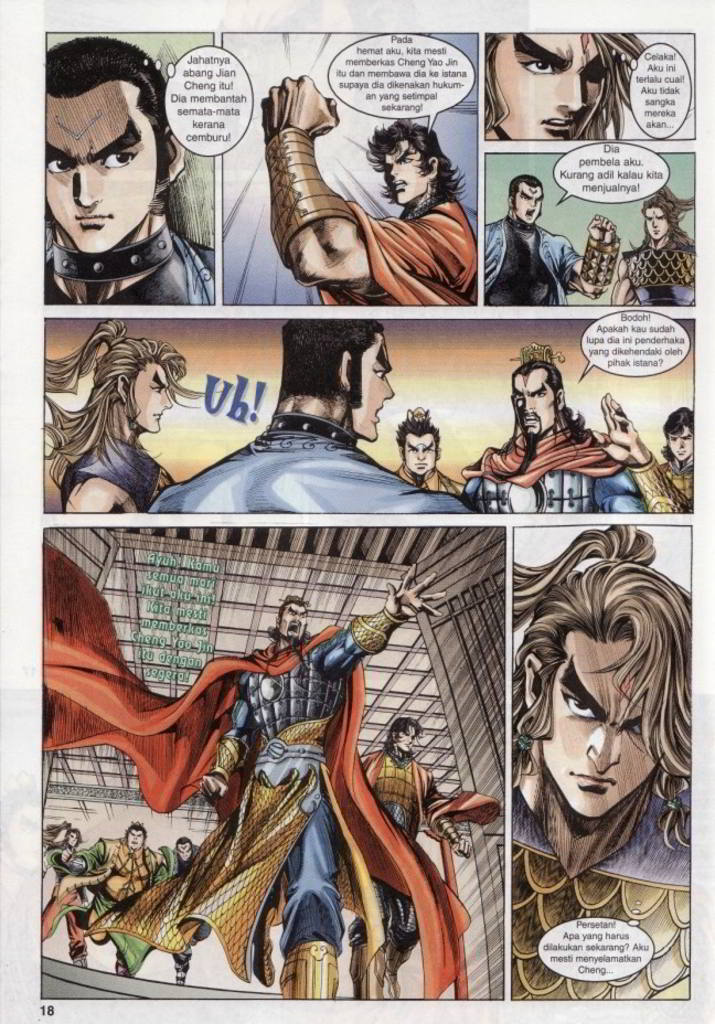 Jahatnya
abang Jian
Cheng itu!
Dia membantah
semata-mata
kerana
cemburu!
Pada
hemat aku, kita mesti
memberkas Cheng Yao Jin
itu dan membawa dia ke istana
supaya dia dikenakan hukum-
an yang setimpal
sekarang!
Celaka!
Aku ini
terlalu cuai!
Aku tidak
sangka
mereka
akan...
Dia
pembela aku.
Kurang adil kalau kita
menjualnya!
Uh!
Bodoh!
Apakah kau sudah
lupa dia ini penderhaka
yang dikehendaki oleh
pihak istana?
Ayuh! Kamu
semua mari
ikut aku ini!
Kita mesti
memberkas
Cheng Yao Jin
itu dengan
segera!
Persetan!
Apa yang harus
dilakukan sekarang? Aku
mesti menyelamatkan
Cheng...
18